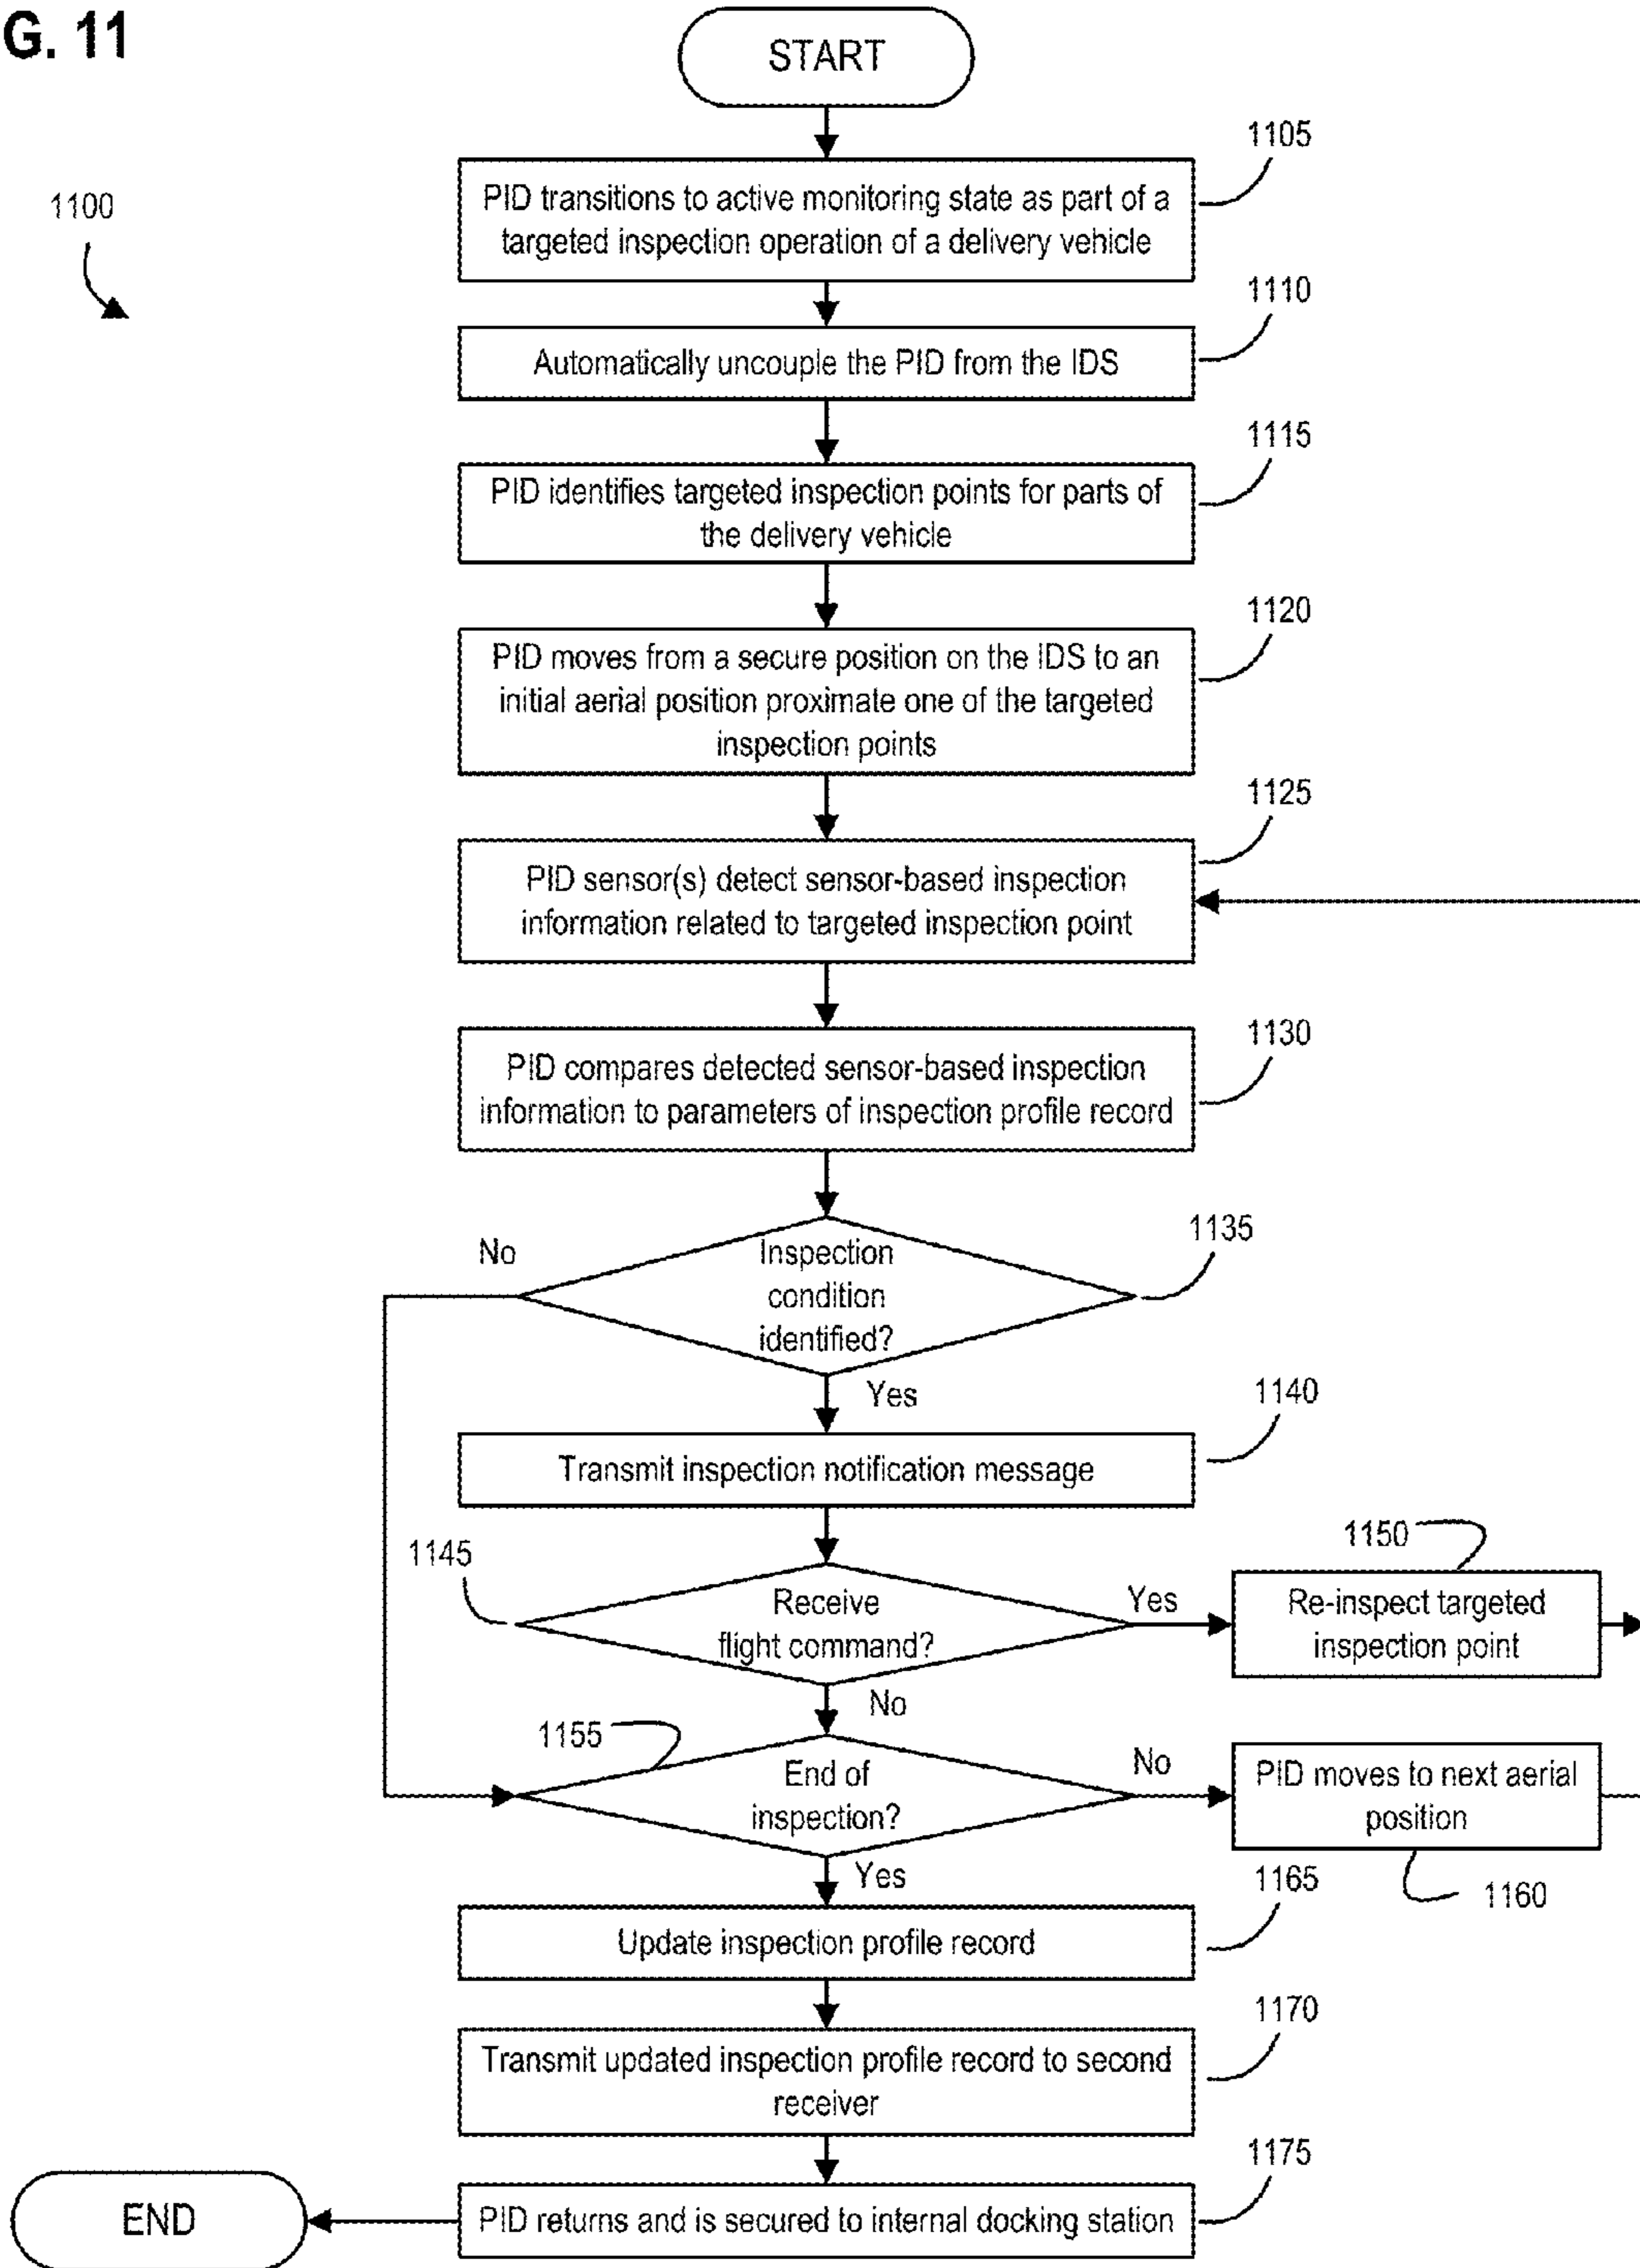 G. 11
START
1100
1105
PID transitions to active monitoring state as part of a
targeted inspection operation of a delivery vehicle
1110
Automatically uncouple the PID from the IDS
1115
PID identifies targeted inspection points for parts of
the delivery vehicle
1120
PID moves from a secure position on the IDS to an
initial aerial position proximate one of the targeted
inspection points
1125
PID sensor(s) detect sensor-based inspection
information related to targeted inspection point
1130
PID compares detected sensor-based inspection
information to parameters of inspection profile record
1135
No
Inspection
condition
identified?
Yes
1140
Transmit inspection notification message
1145
Receive
flight command?
Yes
1150
Re-inspect targeted
inspection point
No
1155
End of
inspection?
No
PID moves to next aerial
position
1160
Yes
1165
Update inspection profile record
1170
Transmit updated inspection profile record to second
receiver
1175
PID returns and is secured to internal docking station
END